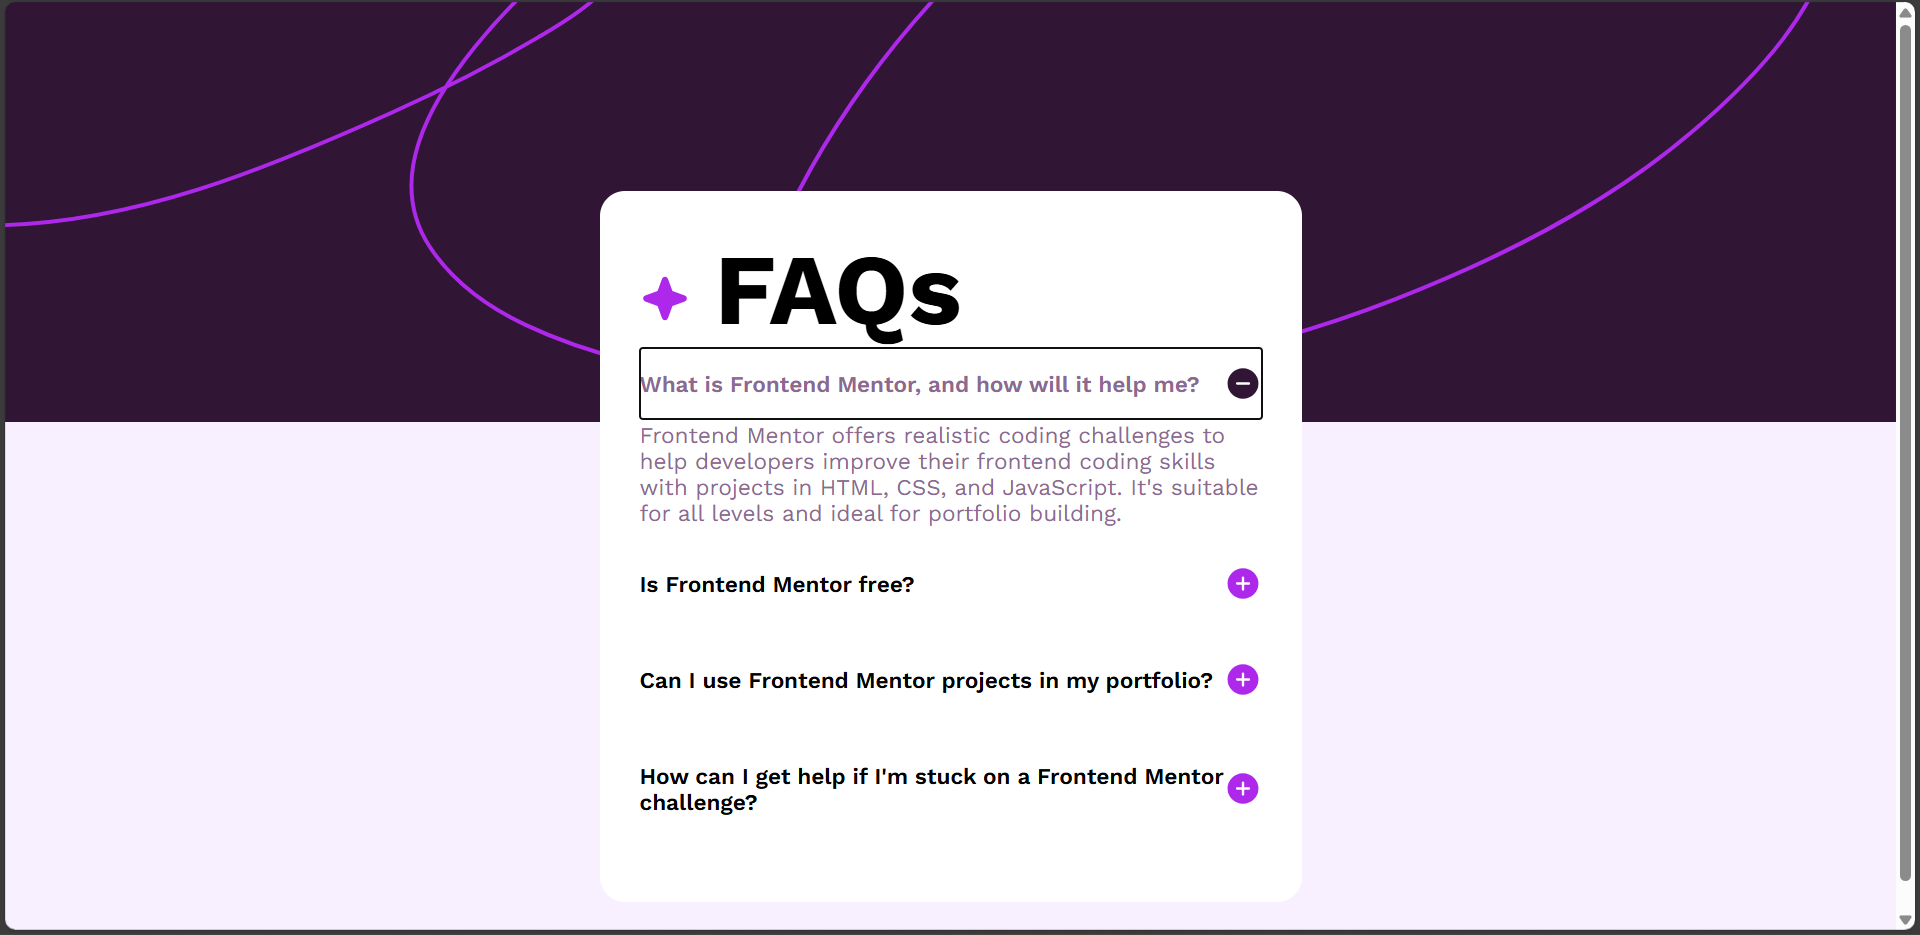 FAQs
What is Frontend Mentor, and how will it help me?
Frontend Mentor offers realistic coding challenges to
help developers improve their frontend coding skills
with projects in HTML, CSS, and JavaScript. It's suitable
for all levels and ideal for portfolio building.
Is Frontend Mentor free?
Can I use Frontend Mentor projects in my portfolio?
How can I get help if I'm stuck on a Frontend Mentor
challenge?